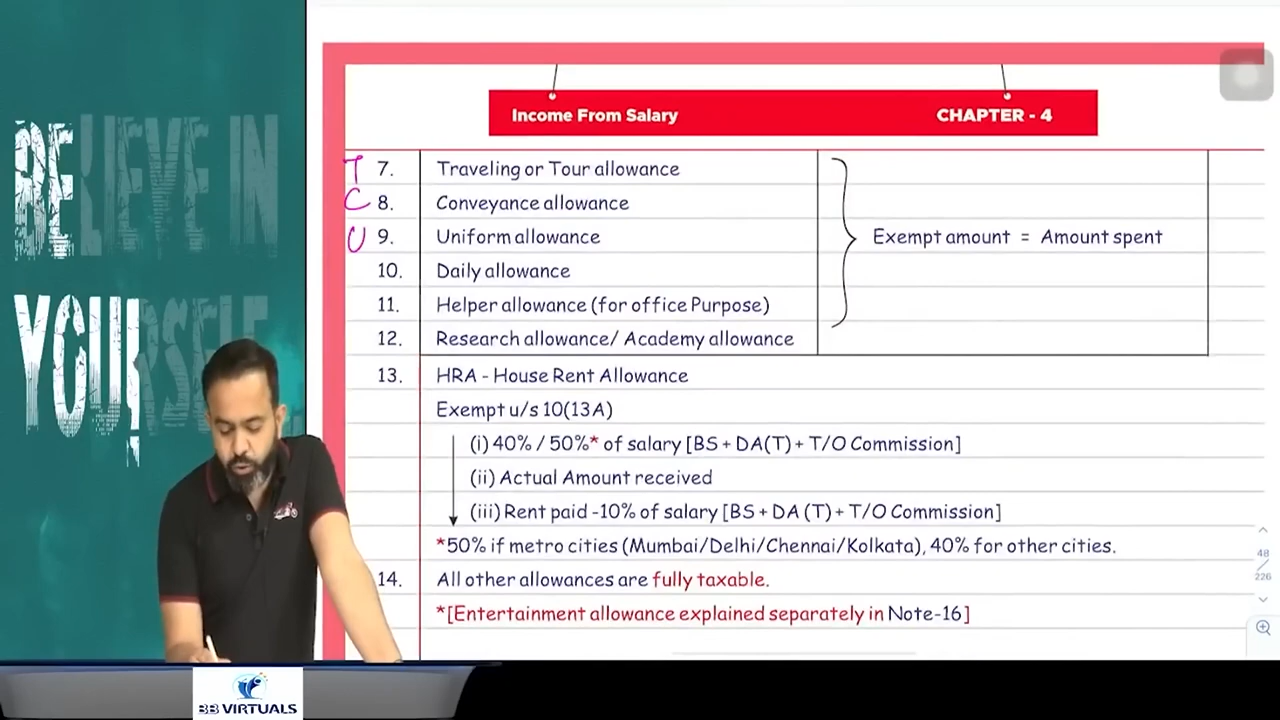 BELIEVE IN
YOURSELF
Income From Salary CHAPTER - 4
T 7. Traveling or Tour allowance
C 8. Conveyance allowance
U 9. Uniform allowance Exempt amount = Amount spent
10. Daily allowance
11. Helper allowance (for office Purpose)
12. Research allowance/ Academy allowance
13. HRA - House Rent Allowance
Exempt u/s 10(13A)
(i) 40% / 50%* of salary [BS + DA(T) + T/O Commission]
(ii) Actual Amount received
(iii) Rent paid -10% of salary [BS + DA (T) + T/O Commission]
*50% if metro cities (Mumbai/Delhi/Chennai/Kolkata), 40% for other cities.
14. All other allowances are fully taxable.
*[Entertainment allowance explained separately in Note-16]
48
226
BB VIRTUALS